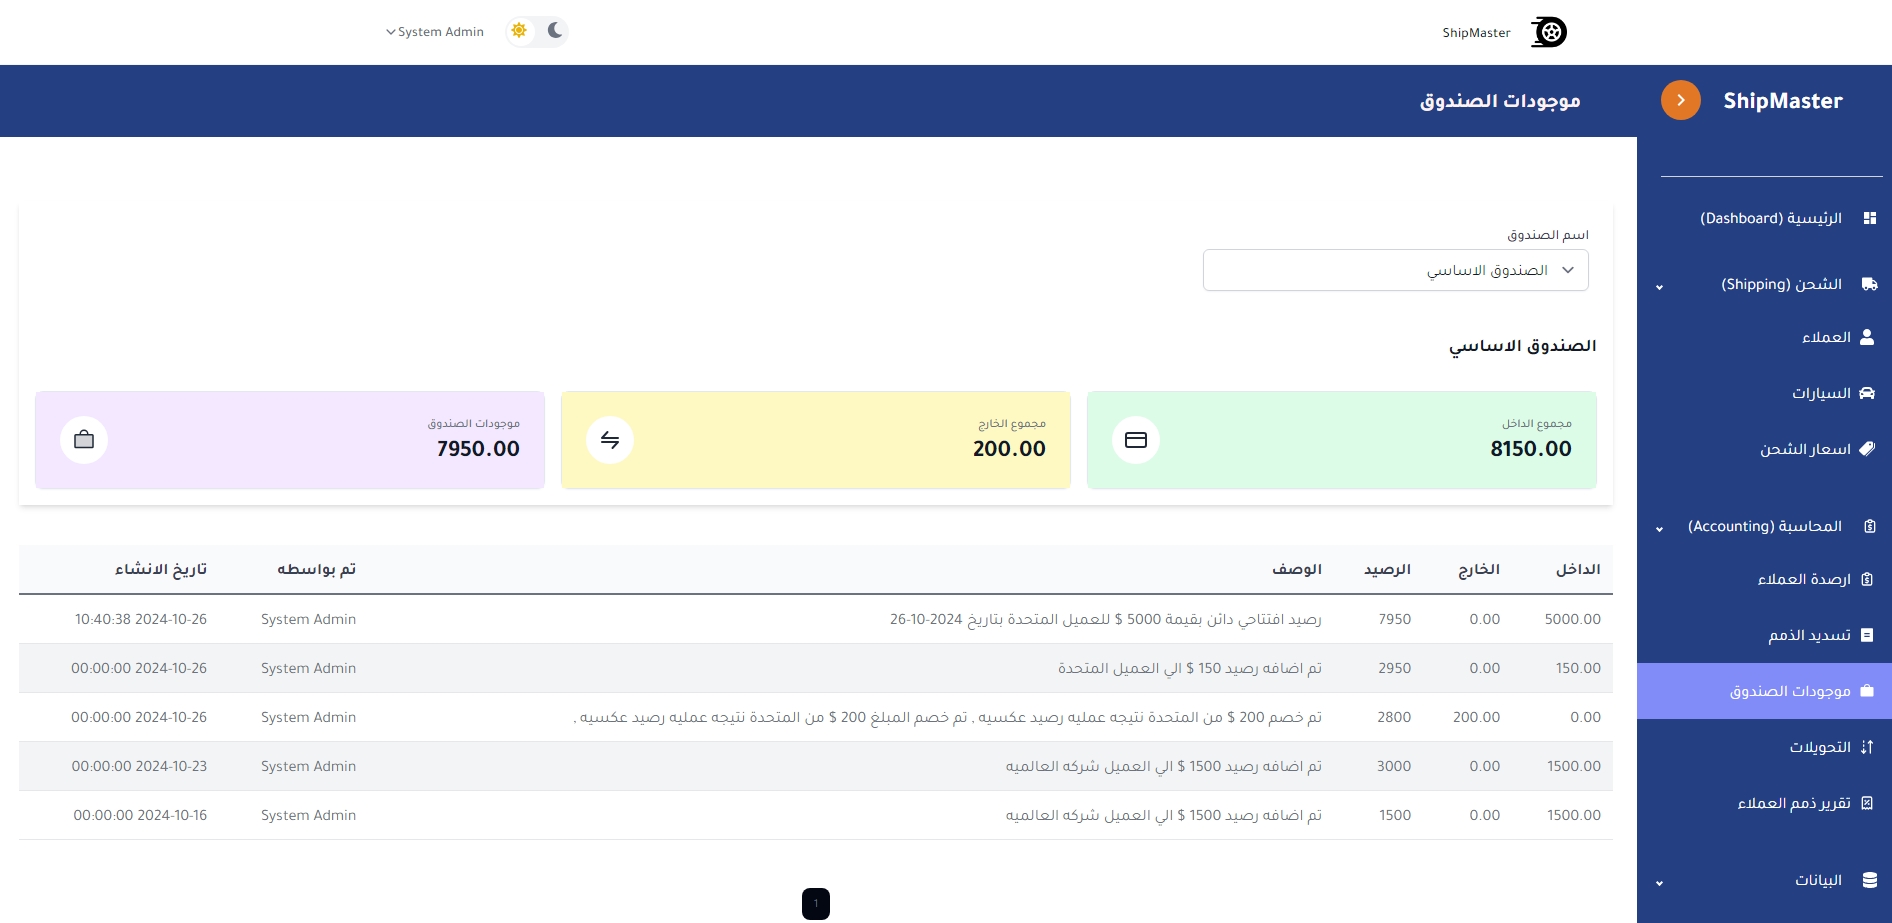 ShipMaster
System Admin
ShipMaster
موجودات الصندوق
الرئيسية (Dashboard)
الشحن (Shipping)
العملاء
السيارات
اسعار الشحن
المحاسبة (Accounting)
ارصدة العملاء
تسديد الذمم
موجودات الصندوق
التحويلات
تقرير ذمم العملاء
البيانات
اسم الصندوق
الصندوق الاساسي
الصندوق الاساسي
مجموع الداخل
8150.00
مجموع الخارج
200.00
موجودات الصندوق
7950.00
الداخل الخارج الرصيد الوصف تم بواسطه تاريخ الانشاء
5000.00 0.00 7950 رصيد افتتاحي دائن بقيمة 5000 $ للعميل المتحدة بتاريخ 2024-10-26 System Admin 2024-10-26 10:40:38
150.00 0.00 2950 تم اضافه رصيد 150 $ الي العميل المتحدة System Admin 2024-10-26 00:00:00
0.00 200.00 2800 تم خصم 200 $ من المتحدة نتيجه عمليه رصيد عكسيه , تم خصم المبلغ 200 $ من المتحدة نتيجه عمليه رصيد عكسيه , System Admin 2024-10-26 00:00:00
1500.00 0.00 3000 تم اضافه رصيد 1500 $ الي العميل شركه العالميه System Admin 2024-10-23 00:00:00
1500.00 0.00 1500 تم اضافه رصيد 1500 $ الي العميل شركه العالميه System Admin 2024-10-16 00:00:00
1